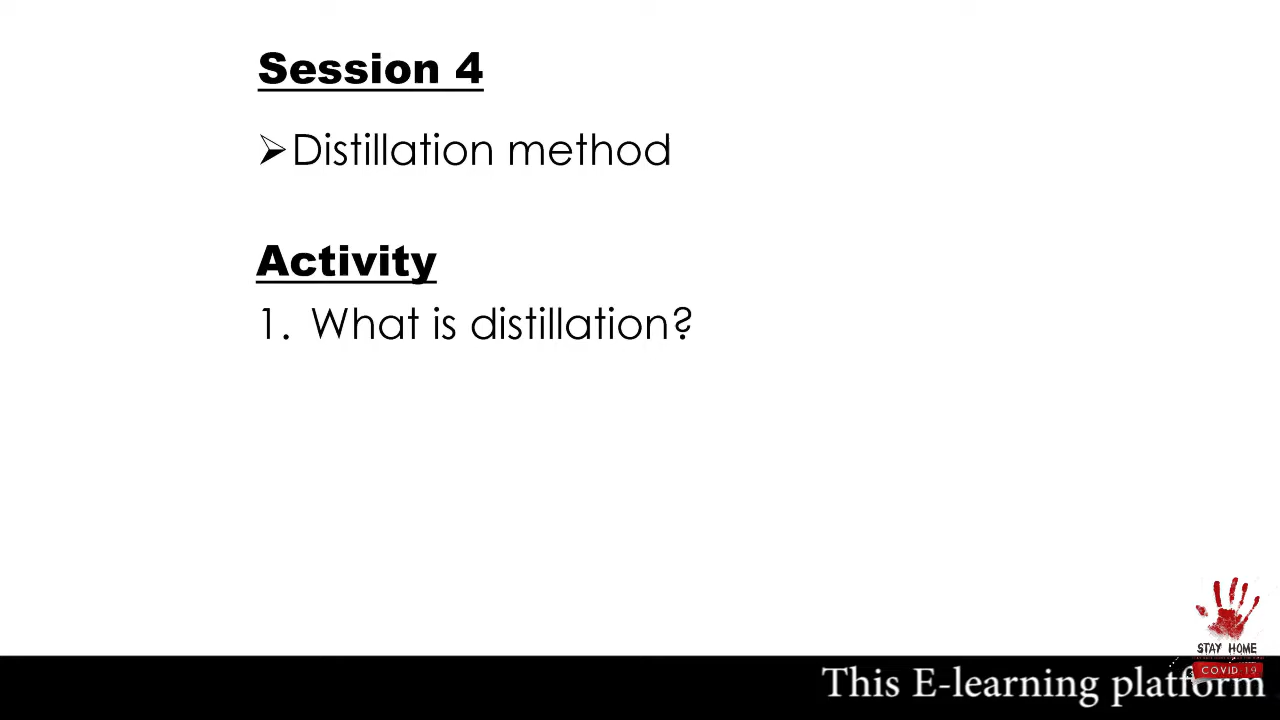 Session 4
➢Distillation method
Activity
1. What is distillation?
STAY HOME
COVID 19
This E-learning platform